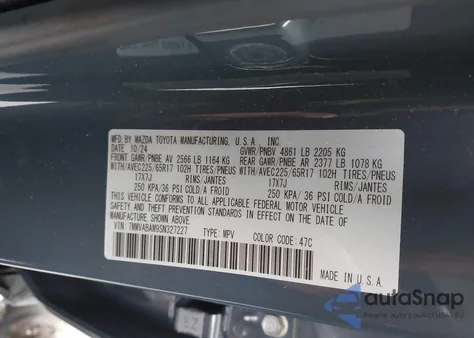 MFD. BY MAZDA TOYOTA MANUFACTURING, U.S.A., INC.
10/24 GVWR/PNBV 4861 LB 2205 KG
FRONT GAWR/PNBE AV 2566 LB 1164 KG REAR GAWR/PNBE AR 2377 LB 1078 KG
WITH/AVEC225/65R17 102H TIRES/PNEUS WITH/AVEC225/65R17 102H TIRES/PNEUS
17X7J RIMS/JANTES 17X7J RIMS/JANTES
250 KPA/36 PSI COLD/A FROID 250 KPA/36 PSI COLD/A FROID
THIS VEHICLE CONFORMS TO ALL APPLICABLE FEDERAL MOTOR VEHICLE
SAFETY STANDARDS IN EFFECT ON THE DATE OF MANUFACTURE
SHOWN ABOVE.
VIN: 7MMVABAM9SN327227 TYPE: MPV COLOR CODE: 47C
MADE IN U.S.A.
autoSnap